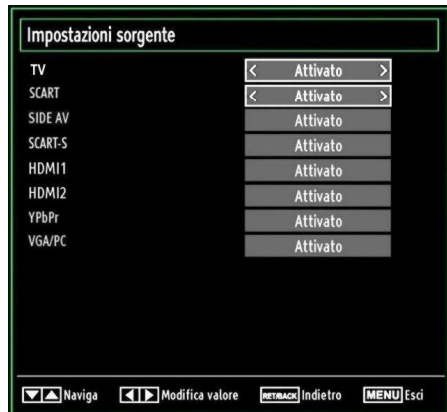 Impostazioni sorgente
TV < Attivato >
SCART < Attivato >
SIDE AV Attivato
SCART-S Attivato
HDMI1 Attivato
HDMI2 Attivato
YPbPr Attivato
VGA/PC Attivato
Naviga Modifica valore RET/BACK Indietro MENU Esci